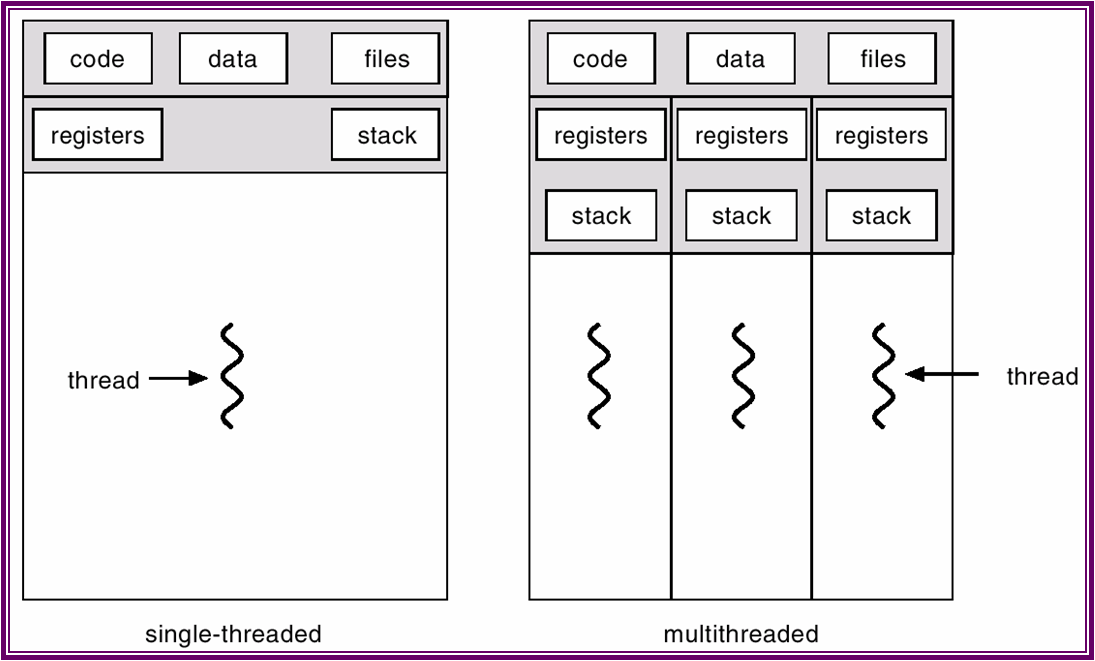 code data files
registers stack
thread
single-threaded
code data files
registers registers registers
stack stack stack
thread
multithreaded